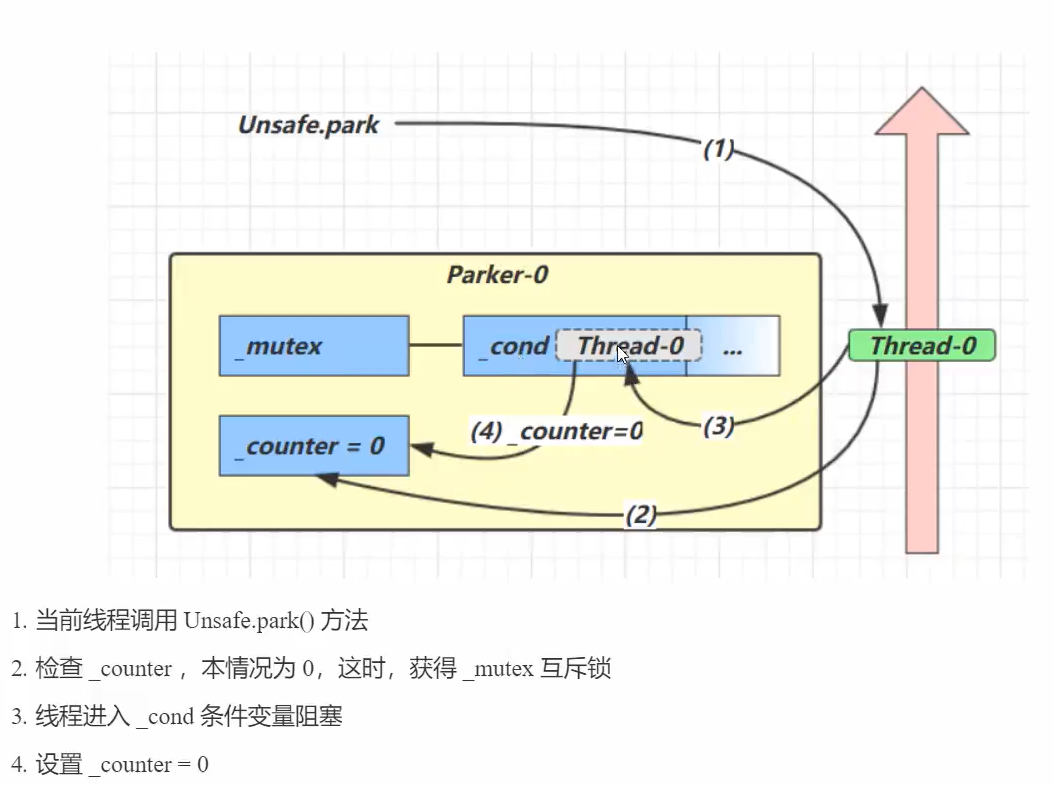 Unsafe.park
(1)
Parker-0
_mutex
_cond Thread-0 ...
Thread-0
(4) _counter=0
(3)
_counter = 0
(2)
1. 当前线程调用 Unsafe.park() 方法
2. 检查 _counter ，本情况为 0，这时，获得 _mutex 互斥锁
3. 线程进入 _cond 条件变量阻塞
4. 设置 _counter = 0